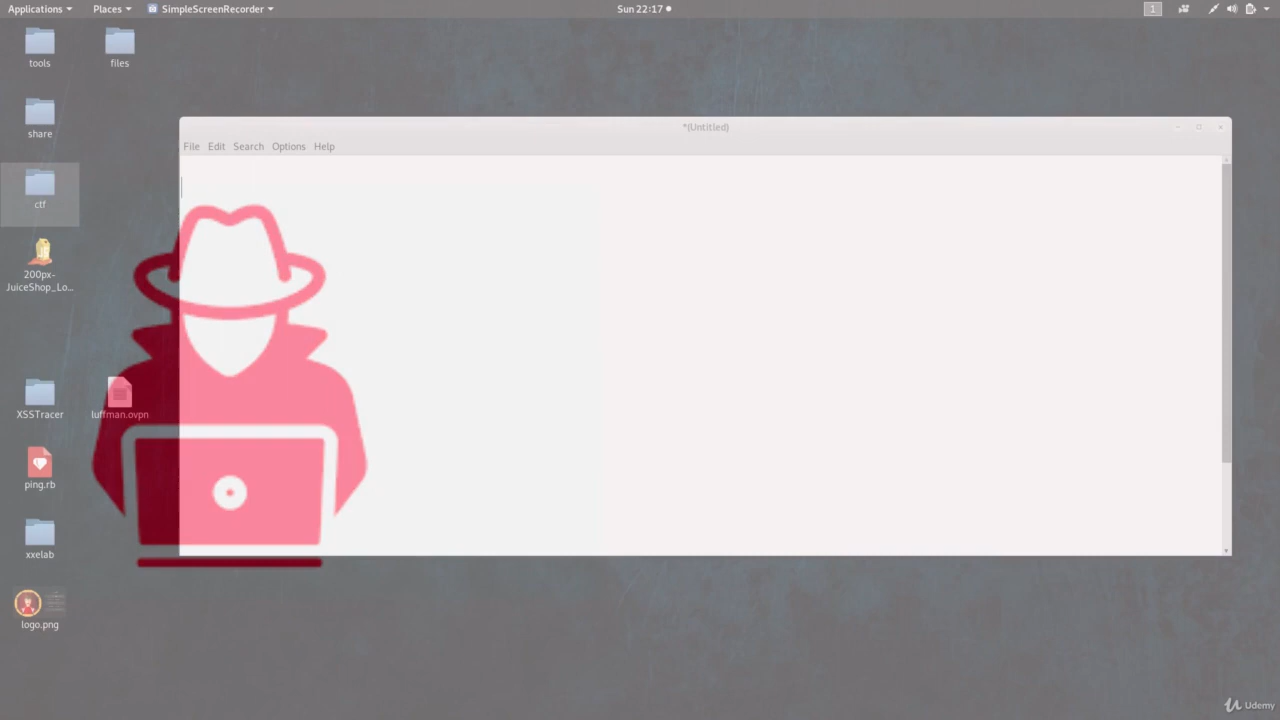 Applications Places SimpleScreenRecorder Sun 22:17 1
tools files
share
ctf
200px-
JuiceShop_Lo...
XSSTracer luffman.ovpn
ping.rb
xxelab
logo.png
*(Untitled)
File Edit Search Options Help
Udemy